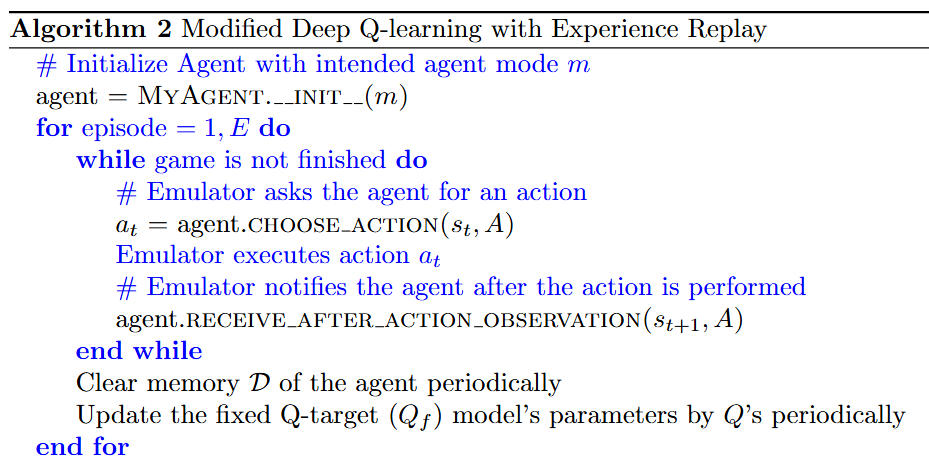 Algorithm 2 Modified Deep Q-learning with Experience Replay
# Initialize Agent with intended agent mode m
agent = MyAgent.__init__(m)
for episode = 1, E do
while game is not finished do
# Emulator asks the agent for an action
a_t = agent.choose_action(s_t, A)
Emulator executes action a_t
# Emulator notifies the agent after the action is performed
agent.receive_after_action_observation(s_{t+1}, A)
end while
Clear memory 𝒟 of the agent periodically
Update the fixed Q-target (Q_f) model's parameters by Q's periodically
end for